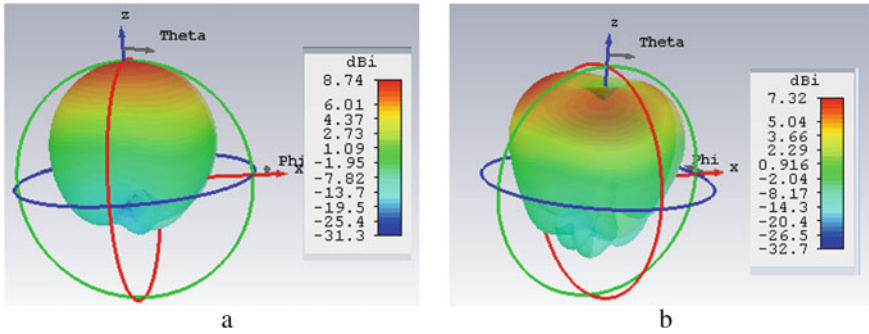 z
Theta
dBi
8.74
6.01
4.37
2.73
1.09
-1.95
-7.82
-13.7
-19.5
-25.4
-31.3
Phi
x
a
z
Theta
dBi
7.32
5.04
3.66
2.29
0.916
-2.04
-8.17
-14.3
-20.4
-26.5
-32.7
Phi
x
b